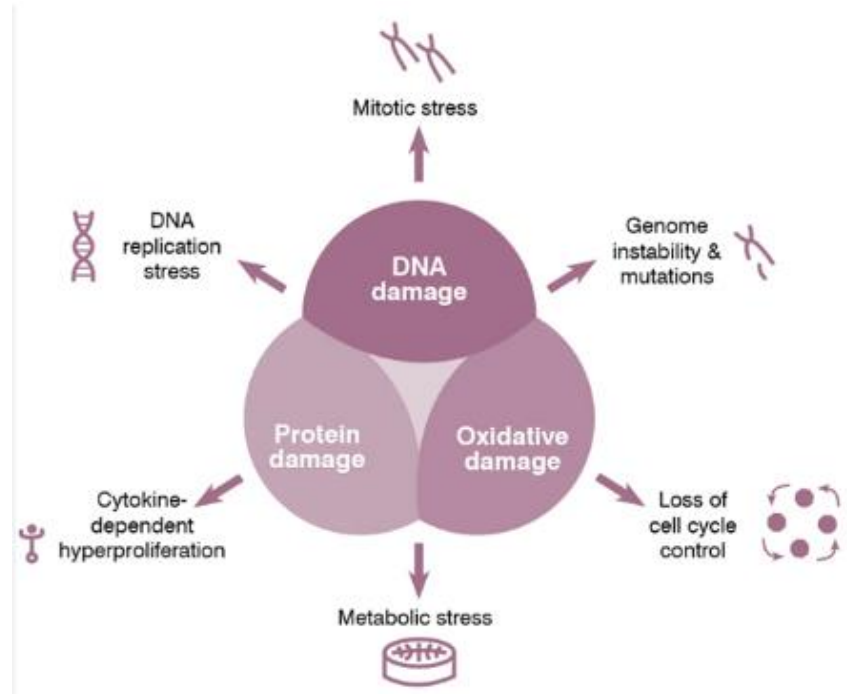 Mitotic stress
DNA
replication
stress
Genome
instability &
mutations
DNA
damage
Protein
damage
Oxidative
damage
Cytokine-
dependent
hyperproliferation
Loss of
cell cycle
control
Metabolic stress